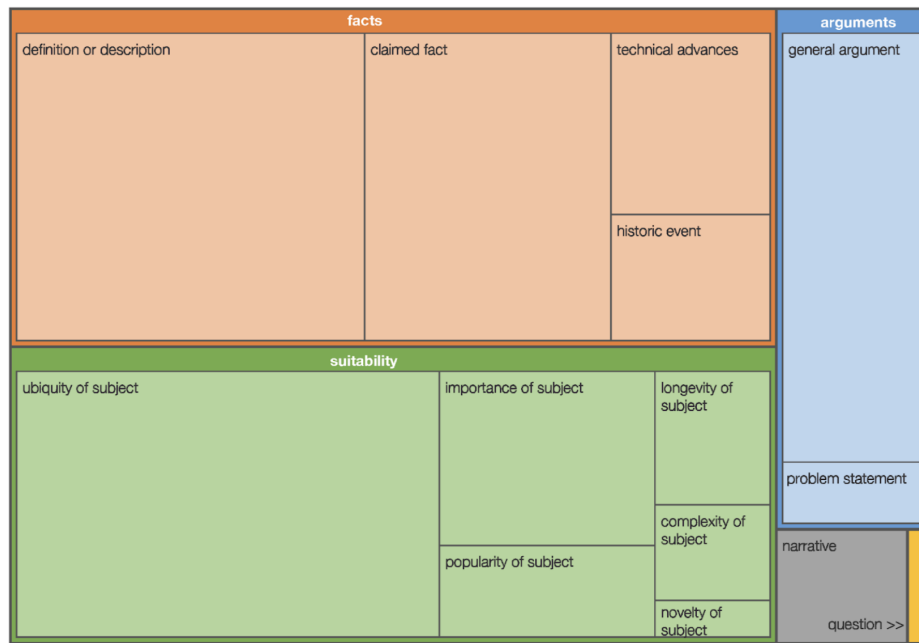 facts
definition or description
claimed fact
technical advances
historic event
suitability
ubiquity of subject
importance of subject
popularity of subject
longevity of
subject
complexity of
subject
novelty of
subject
arguments
general argument
problem statement
narrative
question >>